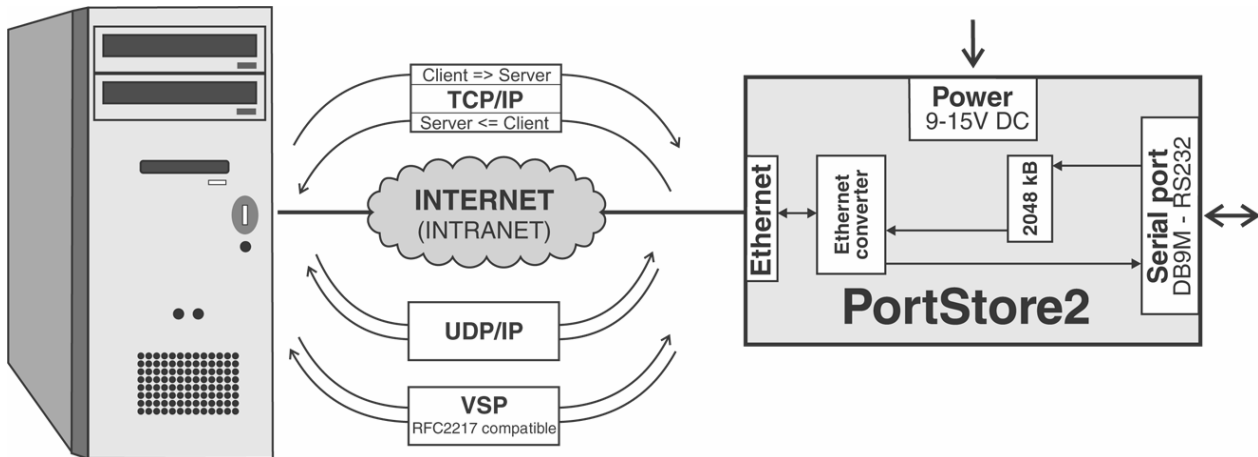 Client => Server
TCP/IP
Server <= Client
INTERNET
(INTRANET)
UDP/IP
VSP
RFC2217 compatible
Power
9-15V DC
Ethernet
Ethernet
converter
2048 kB
Serial port
DB9M - RS232
PortStore2